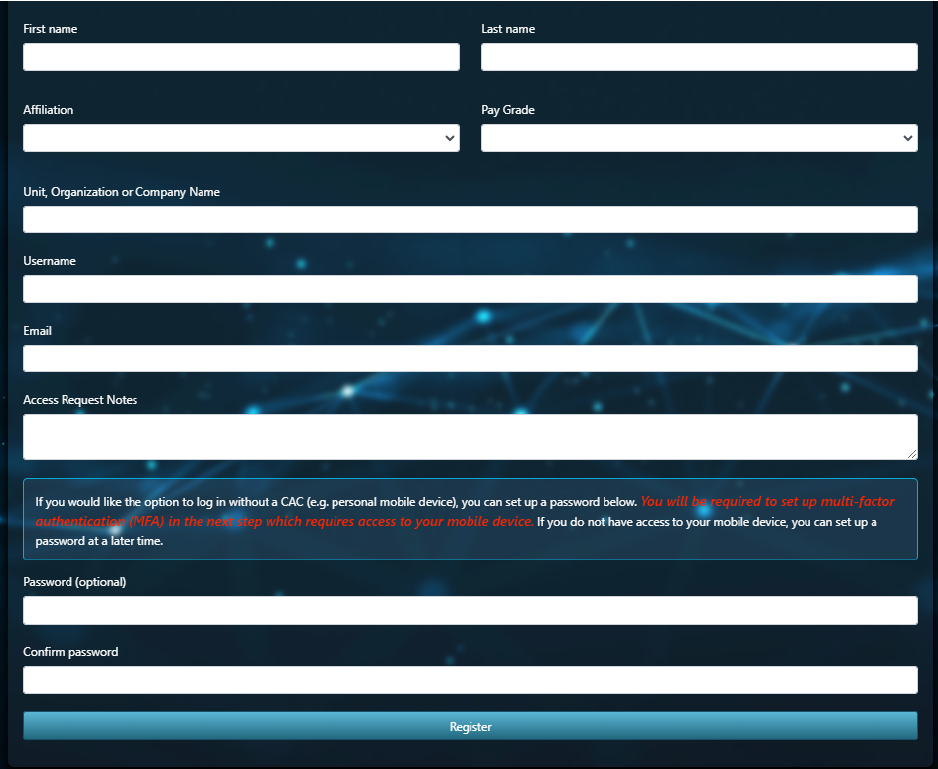 First name
Last name
Affiliation
Pay Grade
Unit, Organization or Company Name
Username
Email
Access Request Notes
If you would like the option to log in without a CAC (e.g. personal mobile device), you can set up a password below. You will be required to set up multi-factor
authentication (MFA) in the next step which requires access to your mobile device. If you do not have access to your mobile device, you can set up a
password at a later time.
Password (optional)
Confirm password
Register